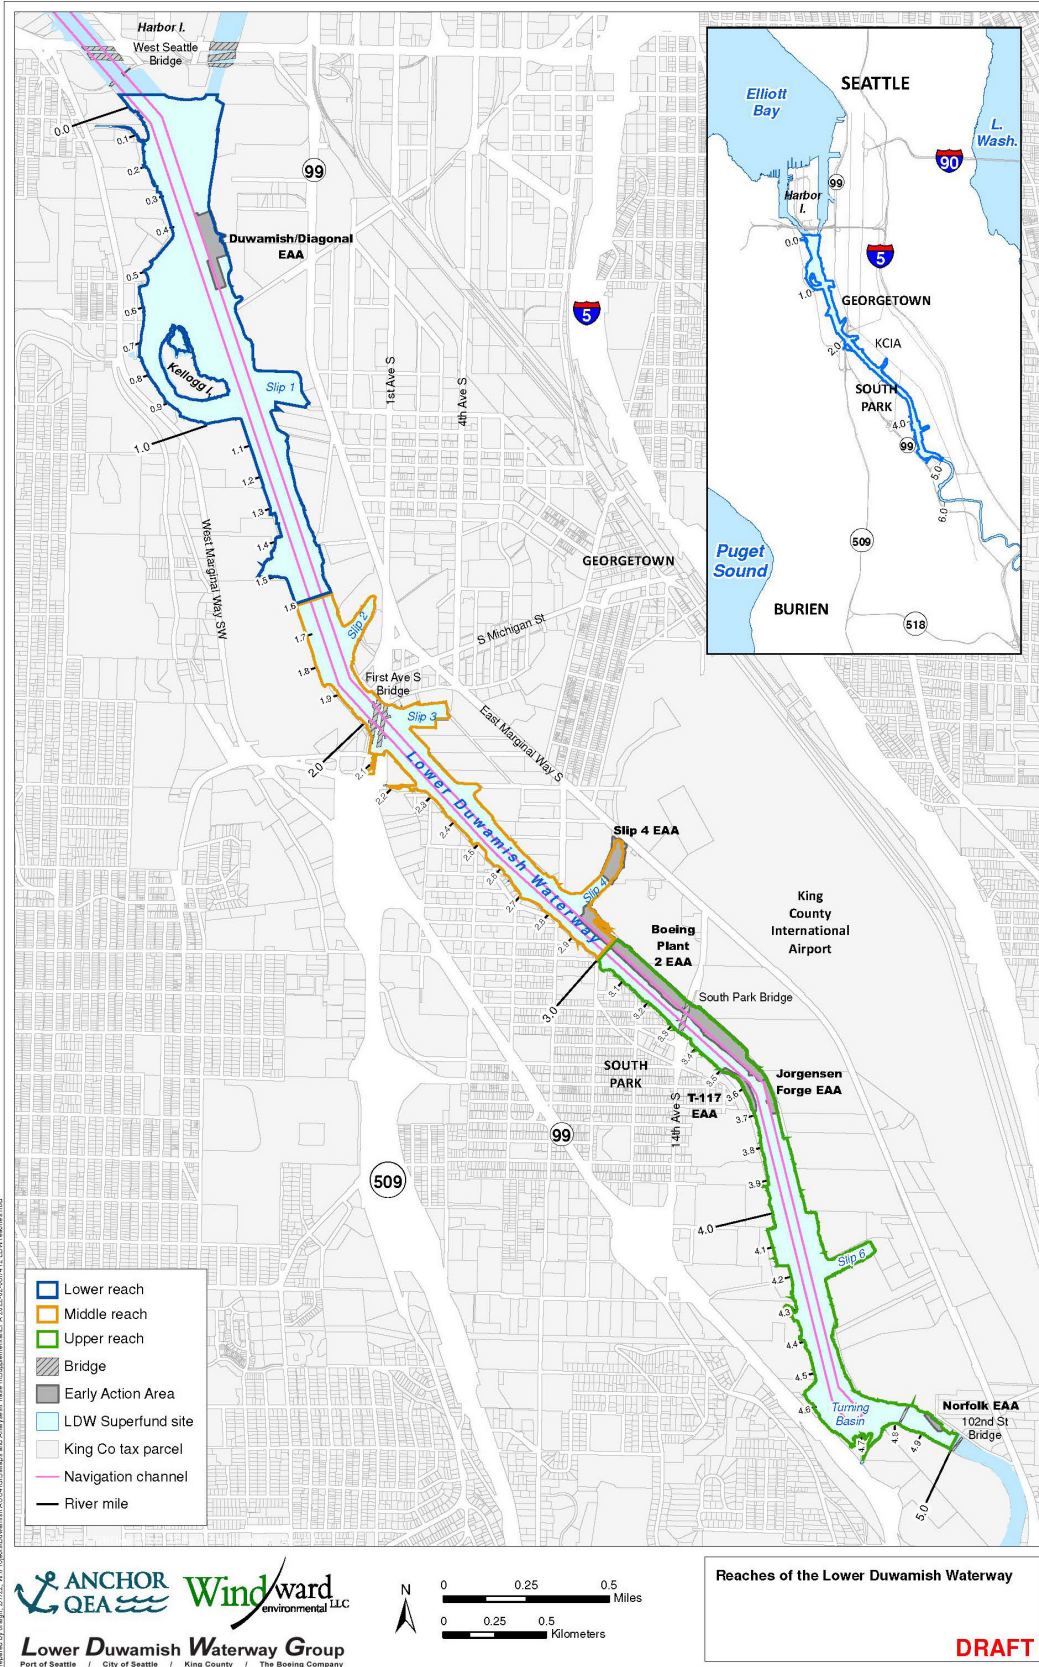 Harbor I.
West Seattle
Bridge
0.0
0.1
0.2
0.3
0.4
0.5
0.6
0.7
0.8
0.9
1.0
1.1
1.2
1.3
1.4
1.5
1.6
1.7
1.8
1.9
2.0
2.1
2.2
2.3
2.4
2.5
2.6
2.7
2.8
2.9
3.0
3.1
3.2
3.3
3.4
3.5
3.6
3.7
3.8
3.9
4.0
4.1
4.2
4.3
4.4
4.5
4.6
4.7
4.8
4.9
5.0
99
Duwamish/Diagonal
EAA
5
Kellogg I.
Slip 1
1st Ave S
4th Ave S
West Marginal Way SW
GEORGETOWN
Slip 2
S Michigan St
First Ave S
Bridge
Slip 3
East Marginal Way S
Lower Duwamish Waterway
Slip 4 EAA
Slip 4
King
County
International
Airport
Boeing
Plant
2 EAA
South Park Bridge
SOUTH
PARK
Jorgensen
Forge EAA
T-117
EAA
14th Ave S
99
509
Slip 6
Turning
Basin
Norfolk EAA
102nd St
Bridge
SEATTLE
Elliott
Bay
L.
Wash.
90
99
Harbor
I.
0.0
5
1.0
GEORGETOWN
2.0
KCIA
SOUTH
PARK
4.0
99
5.0
6.0
509
Puget
Sound
BURIEN
518
Lower reach
Middle reach
Upper reach
Bridge
Early Action Area
LDW Superfund site
King Co tax parcel
Navigation channel
River mile
ANCHOR
QEA
Windward
environmental LLC
Lower Duwamish Waterway Group
Port of Seattle / City of Seattle / King County / The Boeing Company
N
0 0.25 0.5
Miles
0 0.25 0.5
Kilometers
Reaches of the Lower Duwamish Waterway
DRAFT